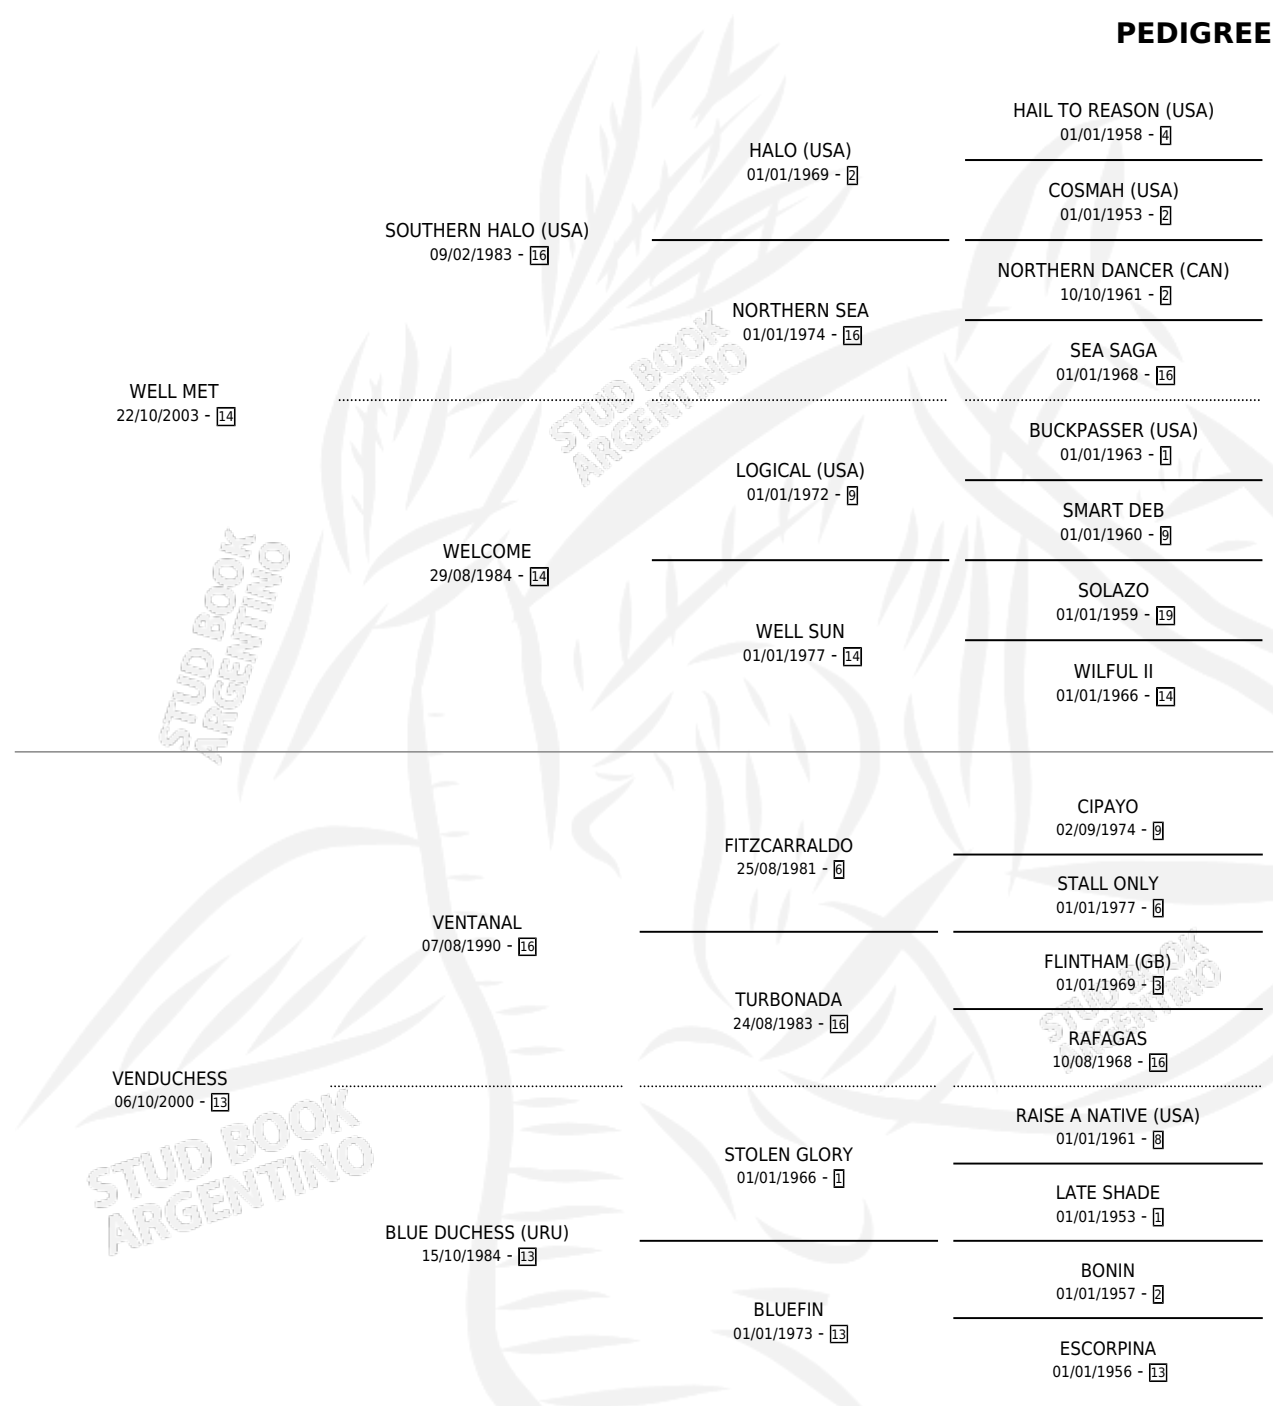 PEDIGREE
HAIL TO REASON (USA)
01/01/1958 - 4
HALO (USA)
01/01/1969 - 2
COSMAH (USA)
01/01/1953 - 2
SOUTHERN HALO (USA)
09/02/1983 - 16
NORTHERN DANCER (CAN)
10/10/1961 - 2
NORTHERN SEA
01/01/1974 - 16
SEA SAGA
01/01/1968 - 16
WELL MET
22/10/2003 - 14
STUD BOOK
ARGENTINO
BUCKPASSER (USA)
01/01/1963 - 1
LOGICAL (USA)
01/01/1972 - 9
SMART DEB
01/01/1960 - 9
WELCOME
29/08/1984 - 14
SOLAZO
01/01/1959 - 19
WELL SUN
01/01/1977 - 14
WILFUL II
01/01/1966 - 14
STUD BOOK
ARGENTINO
CIPAYO
02/09/1974 - 9
FITZCARRALDO
25/08/1981 - 6
STALL ONLY
01/01/1977 - 6
VENTANAL
07/08/1990 - 16
FLINTHAM (GB)
01/01/1969 - 3
TURBONADA
24/08/1983 - 16
STUD BOOK
ARGENTINO
RAFAGAS
10/08/1968 - 16
VENDUCHESS
06/10/2000 - 13
RAISE A NATIVE (USA)
01/01/1961 - 8
STOLEN GLORY
01/01/1966 - 1
STUD BOOK
ARGENTINO
LATE SHADE
01/01/1953 - 1
BLUE DUCHESS (URU)
15/10/1984 - 13
BONIN
01/01/1957 - 2
BLUEFIN
01/01/1973 - 13
ESCORPINA
01/01/1956 - 13